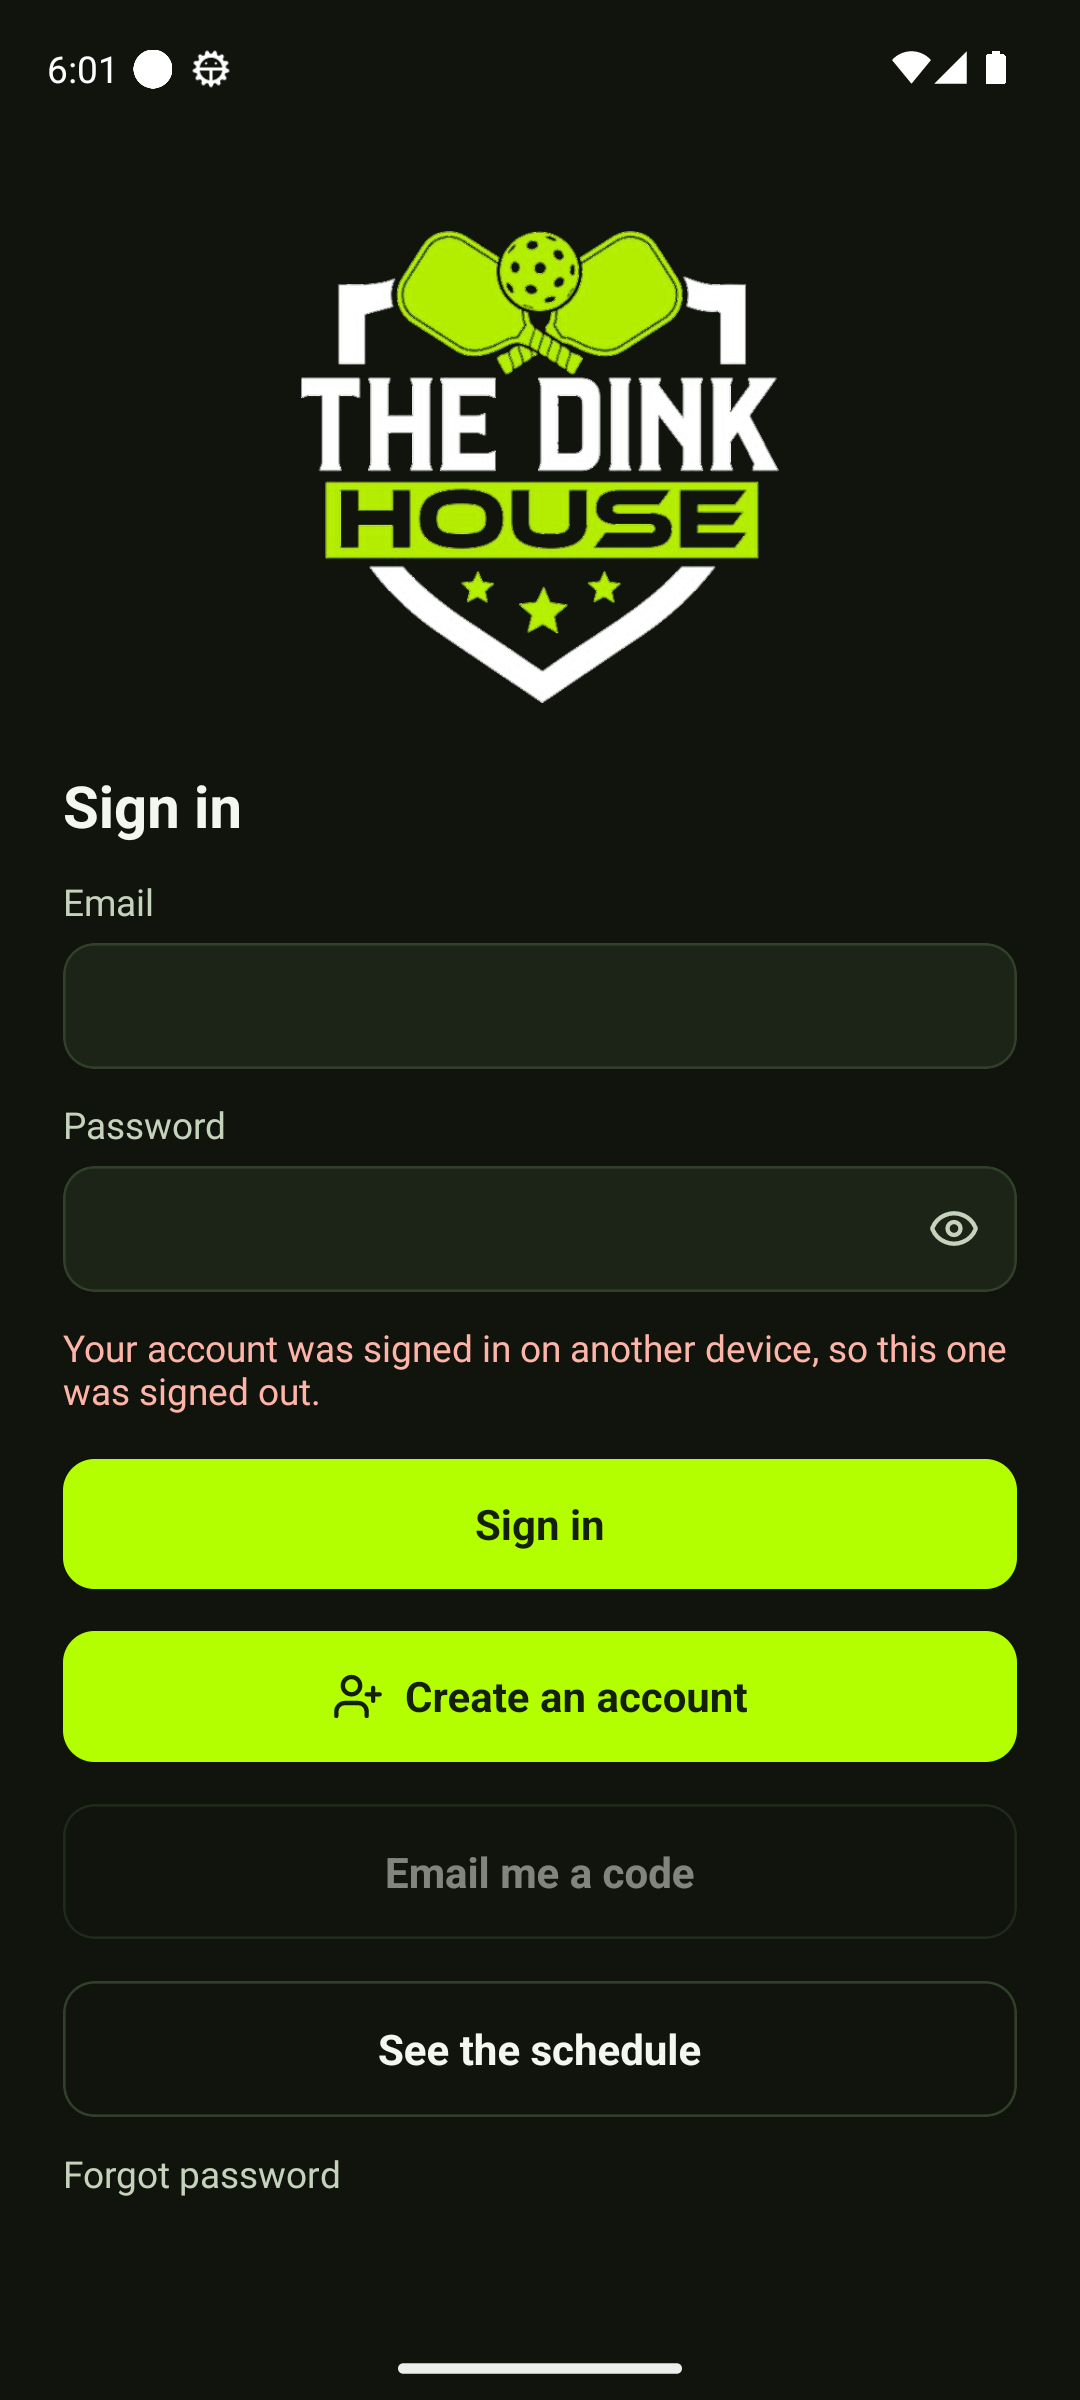 6:01
THE DINK
HOUSE
Sign in
Email
Password
Your account was signed in on another device, so this one
was signed out.
Sign in
Create an account
Email me a code
See the schedule
Forgot password